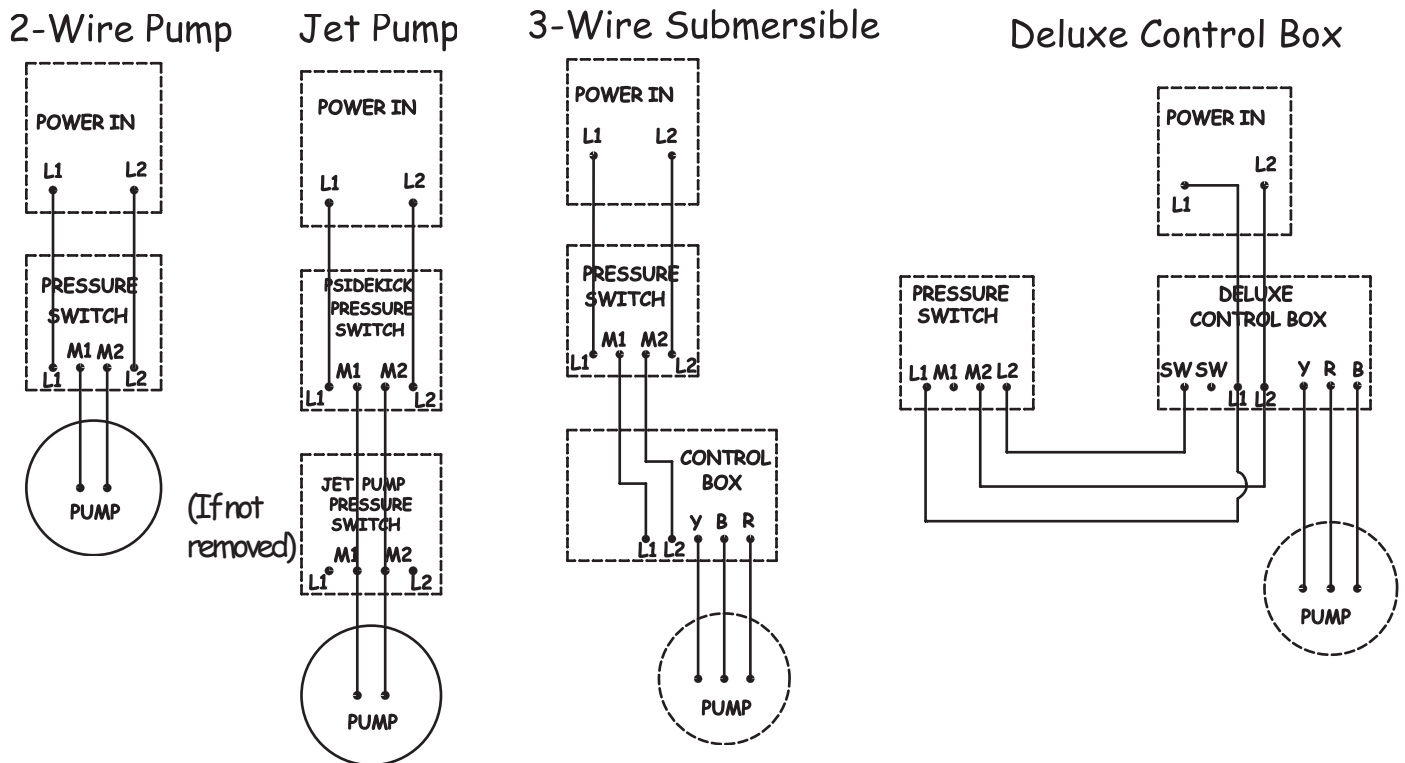 2-Wire Pump
POWER IN
L1 L2
PRESSURE
SWITCH
M1 M2
L1 L2
PUMP
Jet Pump
POWER IN
L1 L2
PSIDEKICK
PRESSURE
SWITCH
M1 M2
L1 L2
(If not
removed)
JET PUMP
PRESSURE
SWITCH
M1 M2
L1 L2
PUMP
3-Wire Submersible
POWER IN
L1 L2
PRESSURE
SWITCH
M1 M2
L1 L2
CONTROL
BOX
Y B R
L1 L2
PUMP
Deluxe Control Box
POWER IN
L2
L1
PRESSURE
SWITCH
L1 M1 M2 L2
DELUXE
CONTROL BOX
SW SW Y R B
L1 L2
PUMP